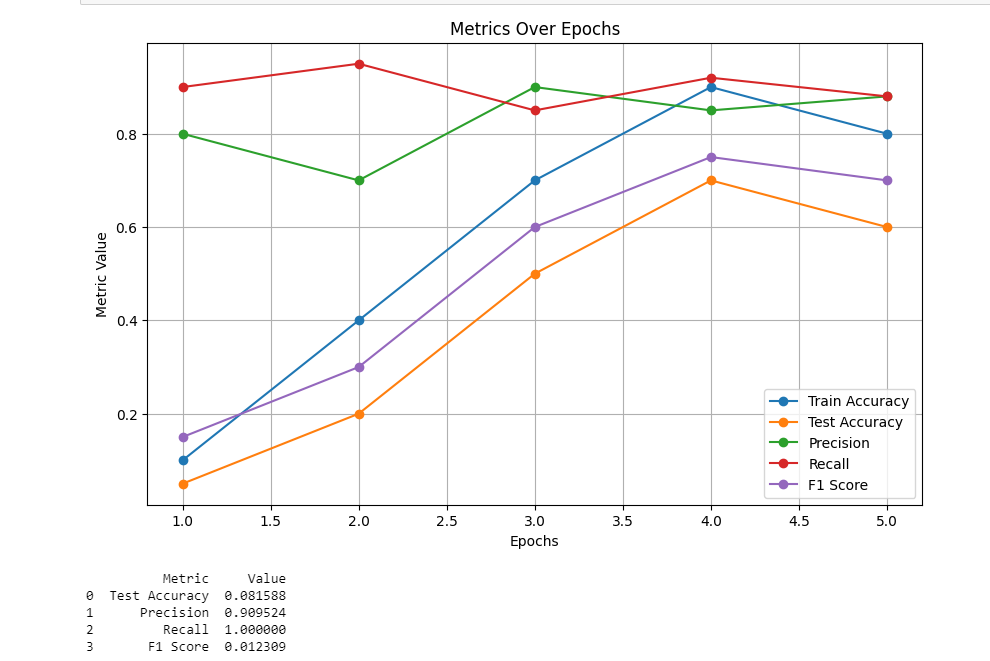 Metrics Over Epochs
Metric Value
0.8
0.6
0.4
0.2
Train Accuracy
Test Accuracy
Precision
Recall
F1 Score
1.0 1.5 2.0 2.5 3.0 3.5 4.0 4.5 5.0
Epochs
Metric Value
0 Test Accuracy 0.081588
1 Precision 0.909524
2 Recall 1.000000
3 F1 Score 0.012309